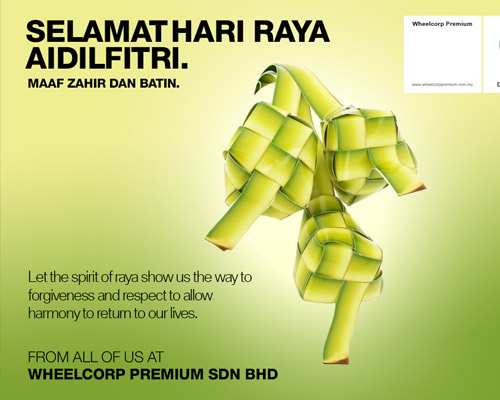 SELAMAT HARI RAYA
AIDILFITRI.
MAAF ZAHIR DAN BATIN.
Wheelcorp Premium
www.wheelcorppremium.com.my
Let the spirit of raya show us the way to
forgiveness and respect to allow
harmony to return to our lives.
FROM ALL OF US AT
WHEELCORP PREMIUM SDN BHD